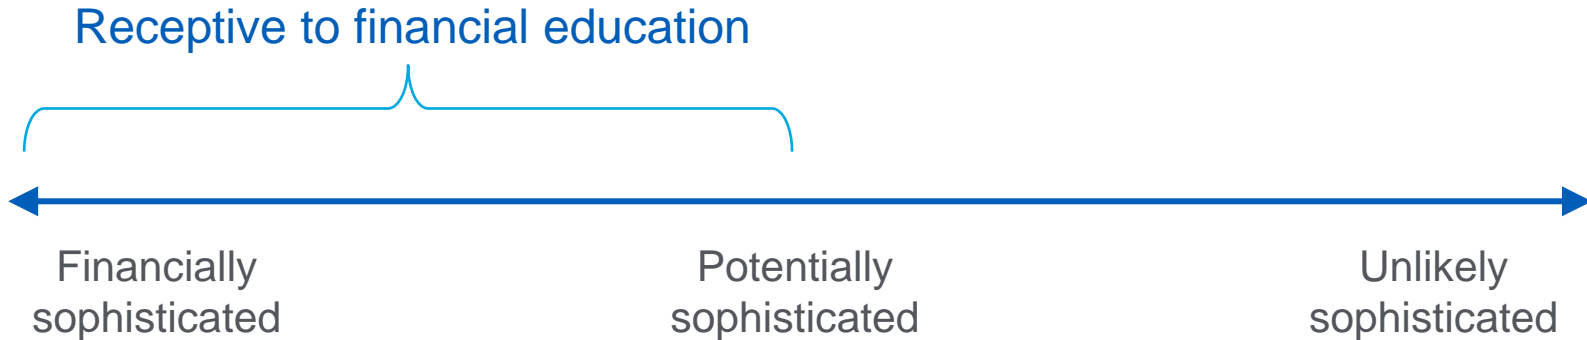 Receptive to financial education
Financially
sophisticated
Potentially
sophisticated
Unlikely
sophisticated